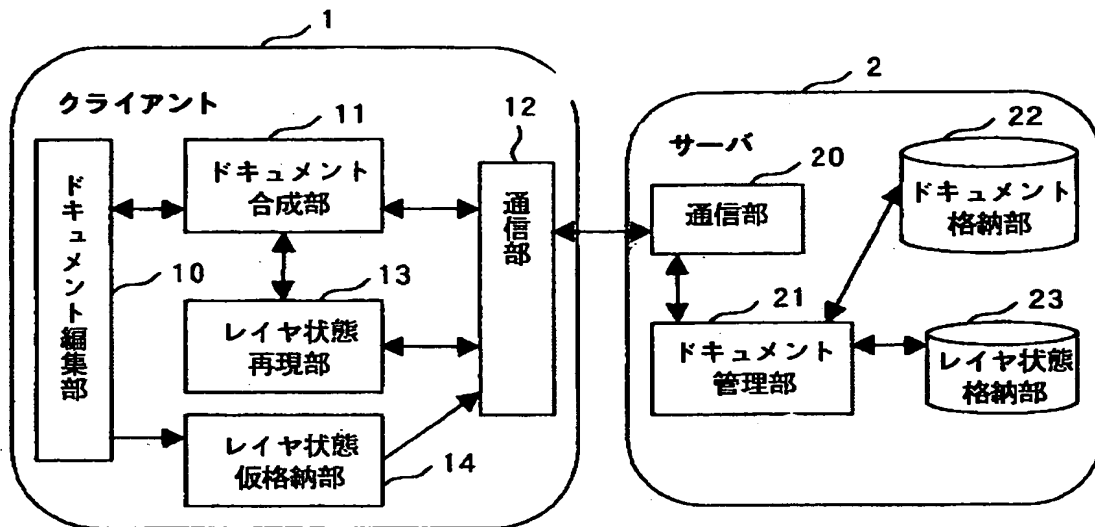 1
クライアント
ドキュメント編集部
10
11
ドキュメント
合成部
12
通信部
13
レイヤ状態
再現部
レイヤ状態
仮格納部
14
2
サーバ
20
通信部
21
ドキュメント
管理部
22
ドキュメント
格納部
23
レイヤ状態
格納部